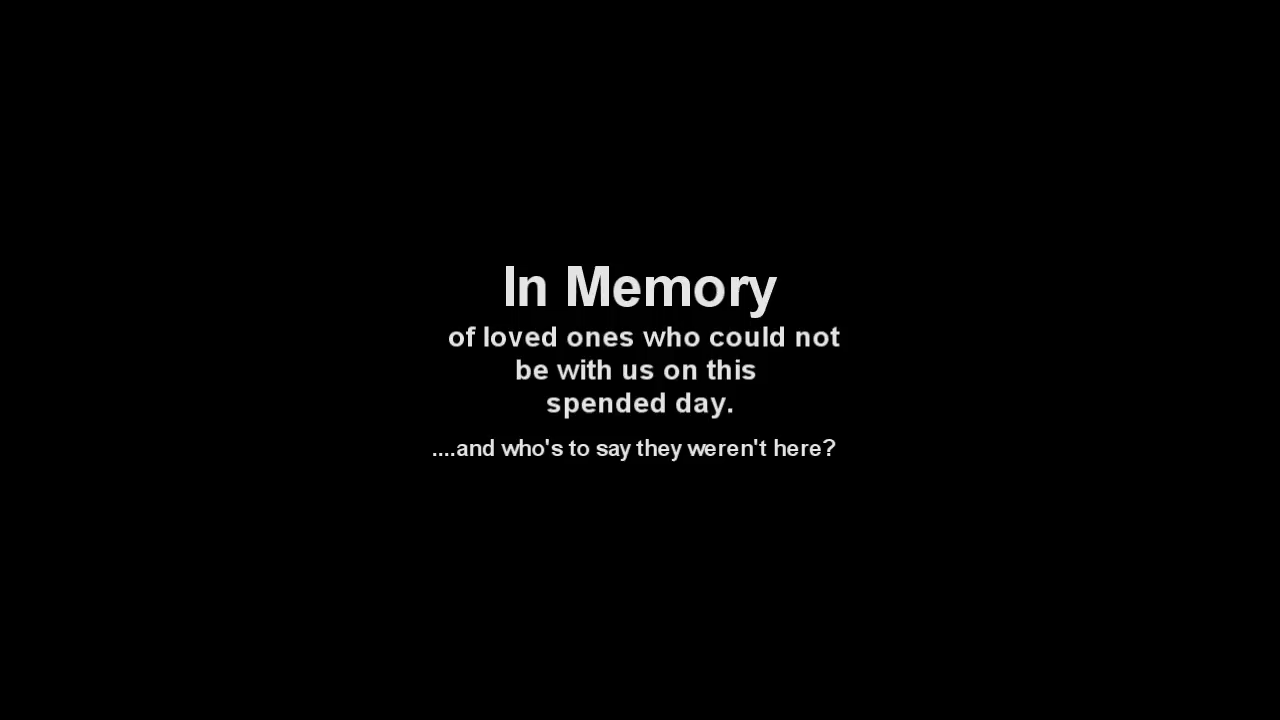 In Memory
of loved ones who could not
be with us on this
spended day.
....and who's to say they weren't here?